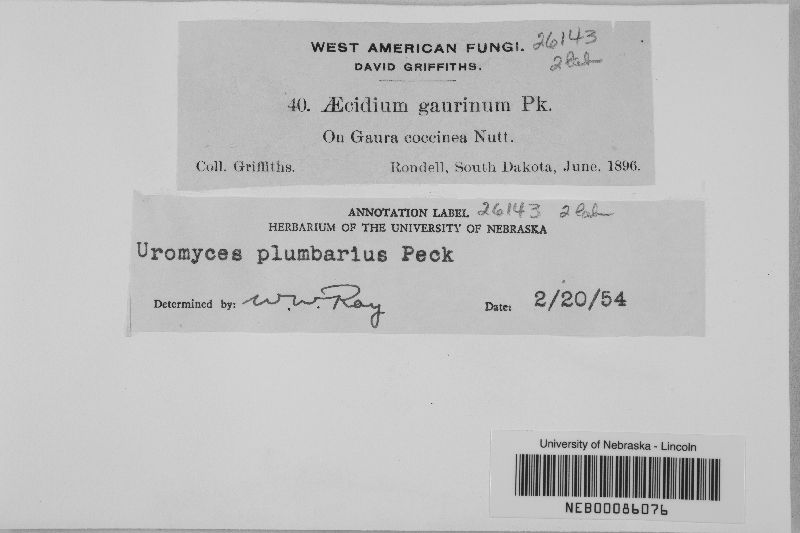 WEST AMERICAN FUNGI. 26143
DAVID GRIFFITHS. 2
40. Æcidium gaurinum Pk.
On Gaura coccinea Nutt.
Coll. Griffiths. Rondell, South Dakota, June, 1896.
ANNOTATION LABEL 26143 2
HERBARIUM OF THE UNIVERSITY OF NEBRASKA
Uromyces plumbarius Peck
Determined by: W.W. Ray Date: 2/20/54
University of Nebraska - Lincoln
NEB00086076